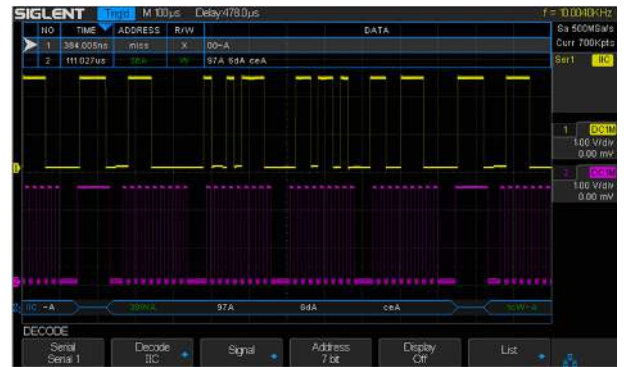 SIGLENT Trig'd M 100µs Delay:478.0µs f = 10.0040KHz
NO TIME ADDRESS R/W DATA
Sa 500MSa/s
1 384.005ns miss X 00~A
Curr 700Kpts
2 111.027us W 97A 6dA ceA
Ser1 IIC
1 DC1M
1.00 V/div
0.00 mV
2 DC1M
1.00 V/div
0.00 mV
IIC ~A 97A 6dA ceA
DECODE
Serial Decode Signal Address Display List
Serial 1 IIC 7 bit Off